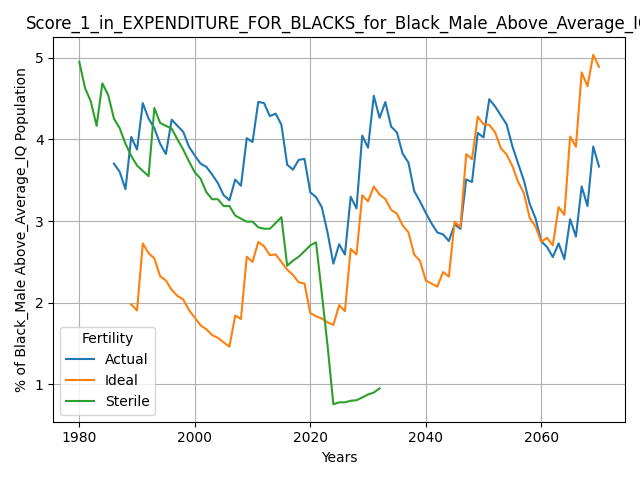 Score_1_in_EXPENDITURE_FOR_BLACKS_for_Black_Male_Above_Average_IQ
% of Black_Male Above_Average_IQ Population
5
4
3
2
1
Fertility
Actual
Ideal
Sterile
1980
2000
2020
2040
2060
Years